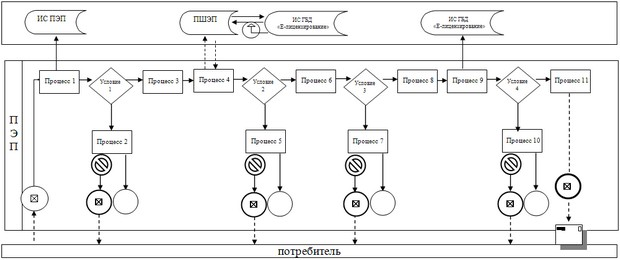 ИС ПЭП
ПШЭП
ИС ГБД
«Е-лицензирование»
ИС ГБД
«Е-лицензирование»
ПЭП
Процесс 1
Условие
1
Процесс 3
Процесс 4
Условие
2
Процесс 6
Условие
3
Процесс 8
Процесс 9
Условие
4
Процесс 11
Процесс 2
Процесс 5
Процесс 7
Процесс 10
потребитель